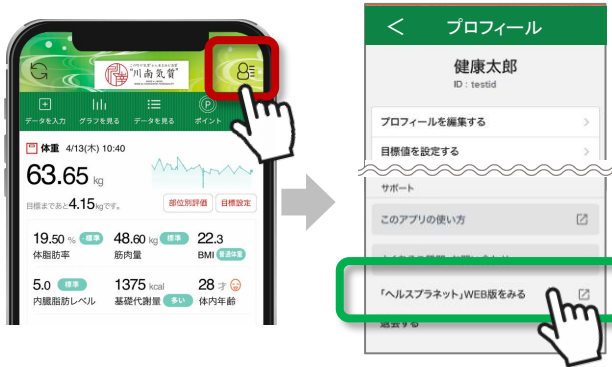 "川南気質"
データを入力 グラフを見る データを見る ポイント
体重 4/13(木) 10:40
63.65 kg
目標まであと4.15kgです。
部位別評価 目標設定
19.50 % -標準 48.60 kg 標準 22.3
体脂肪率 筋肉量 BMI 普通体重
5.0 標準 1375 kcal 28 才
内臓脂肪レベル 基礎代謝量 多い 体内年齢
プロフィール
健康太郎
ID : testid
プロフィールを編集する
目標値を設定する
サポート
このアプリの使い方
「ヘルスプラネット」WEB版をみる
退会する